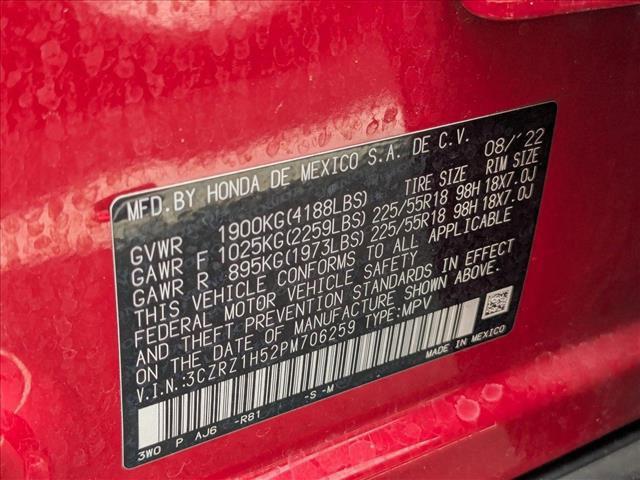 MFD. BY HONDA DE MEXICO S.A. DE C.V. 08/'22
TIRE SIZE RIM SIZE
GVWR 1900KG(4188LBS)
GAWR F 1025KG(2259LBS) 225/55R18 98H 18X7.0J
GAWR R 895KG(1973LBS) 225/55R18 98H 18X7.0J
THIS VEHICLE CONFORMS TO ALL APPLICABLE
FEDERAL MOTOR VEHICLE SAFETY
AND THEFT PREVENTION STANDARDS IN EFFECT
ON THE DATE OF MANUFACTURE SHOWN ABOVE.
V.I.N.:3CZRZ1H52PM706259 TYPE:MPV
MADE IN MEXICO
3W0 P AJ6 -R81 -S -M